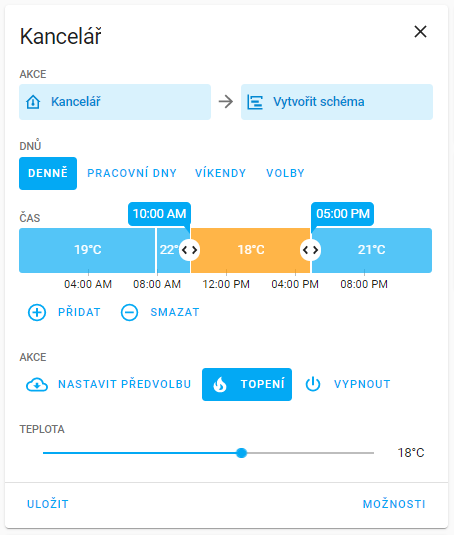 Kancelář
AKCE
Kancelář
Vytvořit schéma
DNŮ
DENNĚ PRACOVNÍ DNY VÍKENDY VOLBY
ČAS
10:00 AM 05:00 PM
19°C 22° 18°C 21°C
04:00 AM 08:00 AM 12:00 PM 04:00 PM 08:00 PM
PŘIDAT SMAZAT
AKCE
NASTAVIT PŘEDVOLBU TOPENÍ VYPNOUT
TEPLOTA
18°C
ULOŽIT MOŽNOSTI